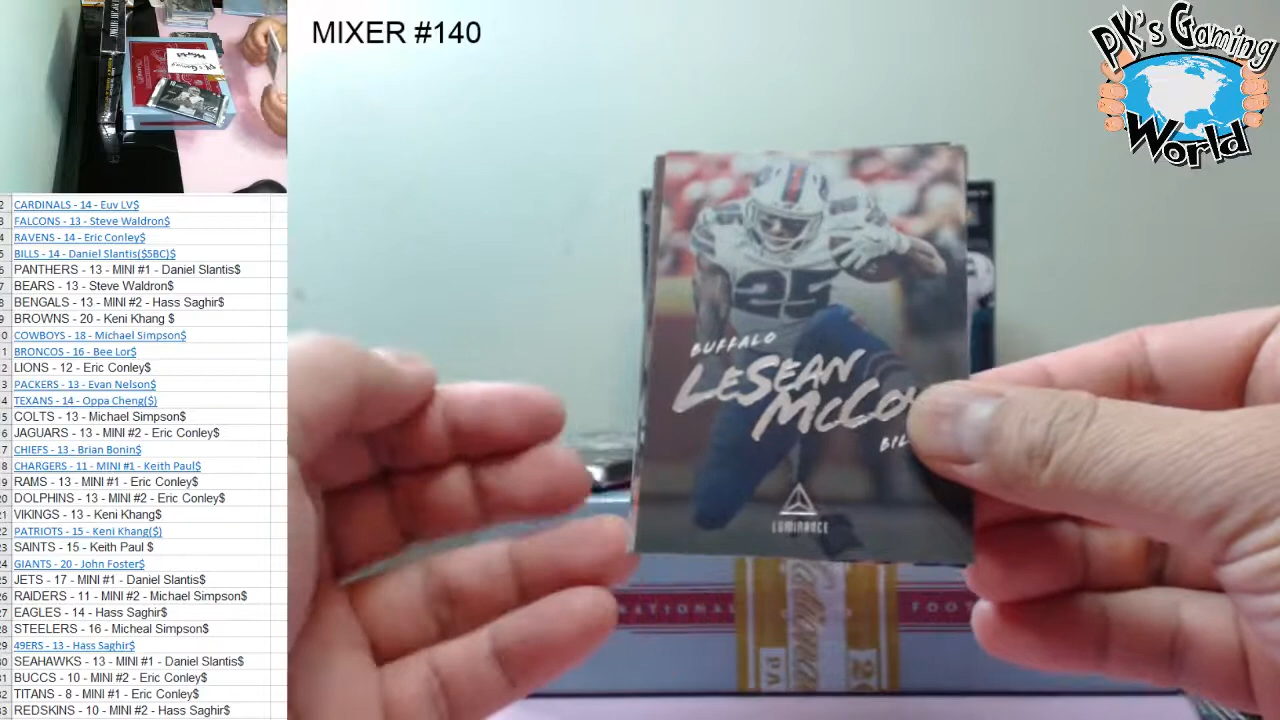 MIXER #140
PK's Gaming
World
CARDINALS - 14 - Euv LV$
FALCONS - 13 - Steve Waldron$
RAVENS - 14 - Eric Conley$
BILLS - 14 - Daniel Slantis($5BC)$
PANTHERS - 13 - MINI #1 - Daniel Slantis$
BEARS - 13 - Steve Waldron$
BENGALS - 13 - MINI #2 - Hass Saghir$
BROWNS - 20 - Keni Khang $
COWBOYS - 18 - Michael Simpson$
BRONCOS - 16 - Bee Lor$
LIONS - 12 - Eric Conley$
PACKERS - 13 - Evan Nelson$
TEXANS - 14 - Oppa Cheng($)
COLTS - 13 - Michael Simpson$
JAGUARS - 13 - MINI #2 - Eric Conley$
CHIEFS - 13 - Brian Bonin$
CHARGERS - 11 - MINI #1 - Keith Paul$
RAMS - 13 - MINI #1 - Eric Conley$
DOLPHINS - 13 - MINI #2 - Eric Conley$
VIKINGS - 13 - Keni Khang$
PATRIOTS - 15 - Keni Khang($)
SAINTS - 15 - Keith Paul $
GIANTS - 20 - John Foster$
JETS - 17 - MINI #1 - Daniel Slantis$
RAIDERS - 11 - MINI #2 - Michael Simpson$
EAGLES - 14 - Hass Saghir$
STEELERS - 16 - Micheal Simpson$
49ERS - 13 - Hass Saghir$
SEAHAWKS - 13 - MINI #1 - Daniel Slantis$
BUCCS - 10 - MINI #2 - Eric Conley$
TITANS - 8 - MINI #1 - Eric Conley$
REDSKINS - 10 - MINI #2 - Hass Saghir$
25
BUFFALO
LESEAN
McCo
BIL
LUMINANCE
NATIONAL
FOO
PA